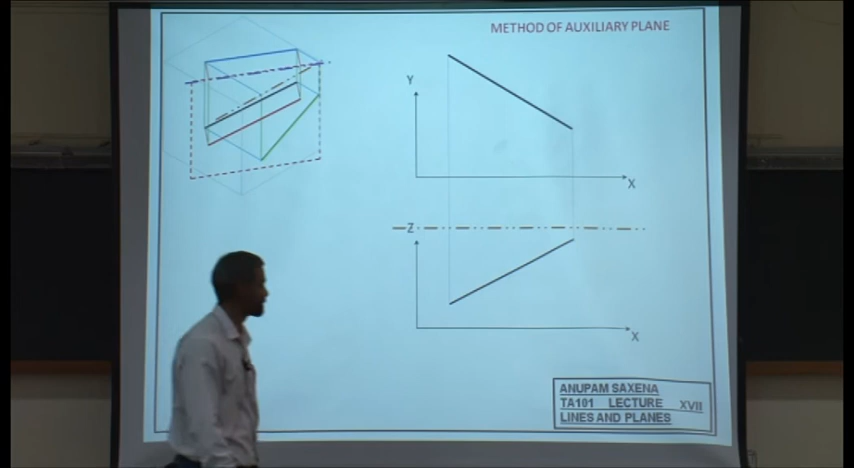 METHOD OF AUXILIARY PLANE
Y
X
Z
X
ANUPAM SAXENA
TA101 LECTURE XVII
LINES AND PLANES